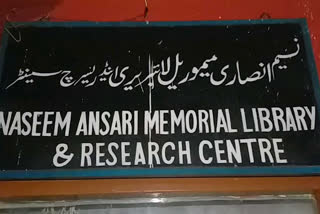 نسیم انصاری میموریل لائبریری اینڈ ریسرچ سینٹر
NASEEM ANSARI MEMORIAL LIBRARY
& RESEARCH CENTRE